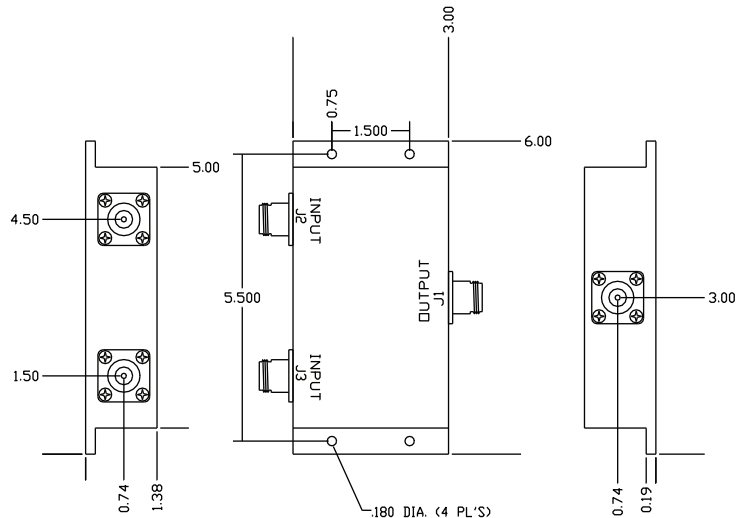 3.00
0.75
1.500
6.00
5.00
4.50
INPUT
J2
OUTPUT
J1
5.500
3.00
1.50
INPUT
J3
0.74
1.38
0.74
0.19
.180 DIA. (4 PL'S)